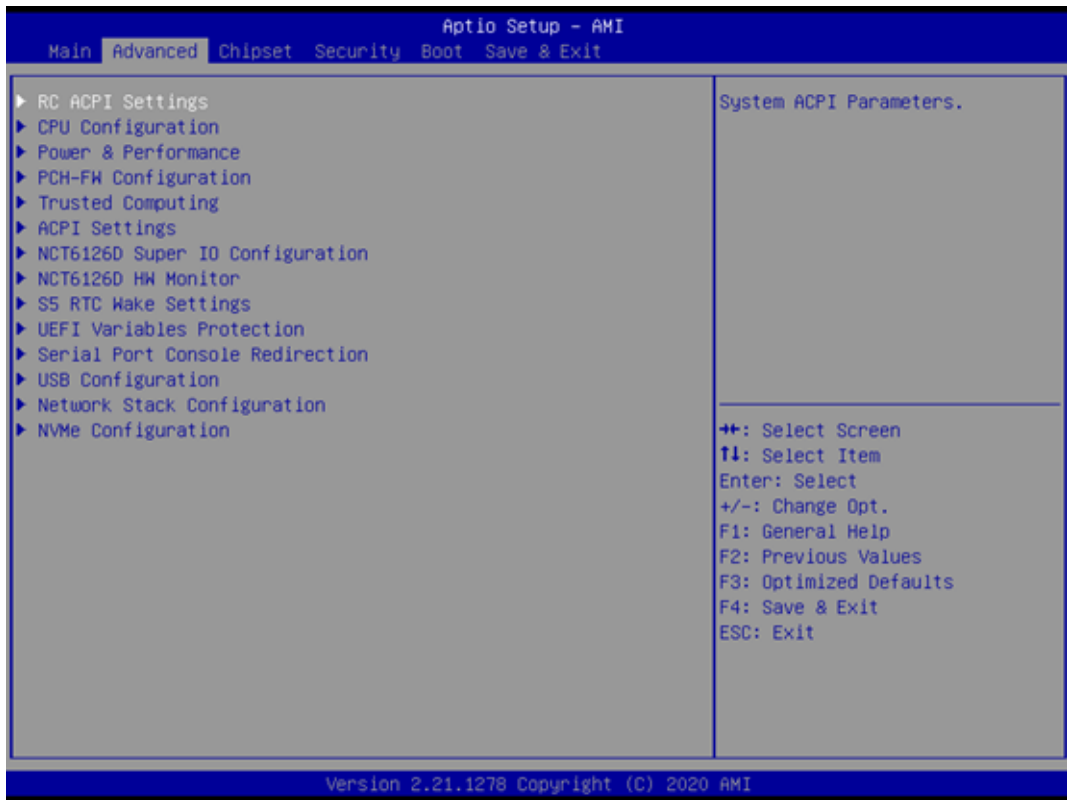 Aptio Setup – AMI
Main Advanced Chipset Security Boot Save & Exit
▶ RC ACPI Settings
▶ CPU Configuration
▶ Power & Performance
▶ PCH-FW Configuration
▶ Trusted Computing
▶ ACPI Settings
▶ NCT6126D Super IO Configuration
▶ NCT6126D HW Monitor
▶ S5 RTC Wake Settings
▶ UEFI Variables Protection
▶ Serial Port Console Redirection
▶ USB Configuration
▶ Network Stack Configuration
▶ NVMe Configuration
System ACPI Parameters.
→←: Select Screen
↑↓: Select Item
Enter: Select
+/-: Change Opt.
F1: General Help
F2: Previous Values
F3: Optimized Defaults
F4: Save & Exit
ESC: Exit
Version 2.21.1278 Copyright (C) 2020 AMI